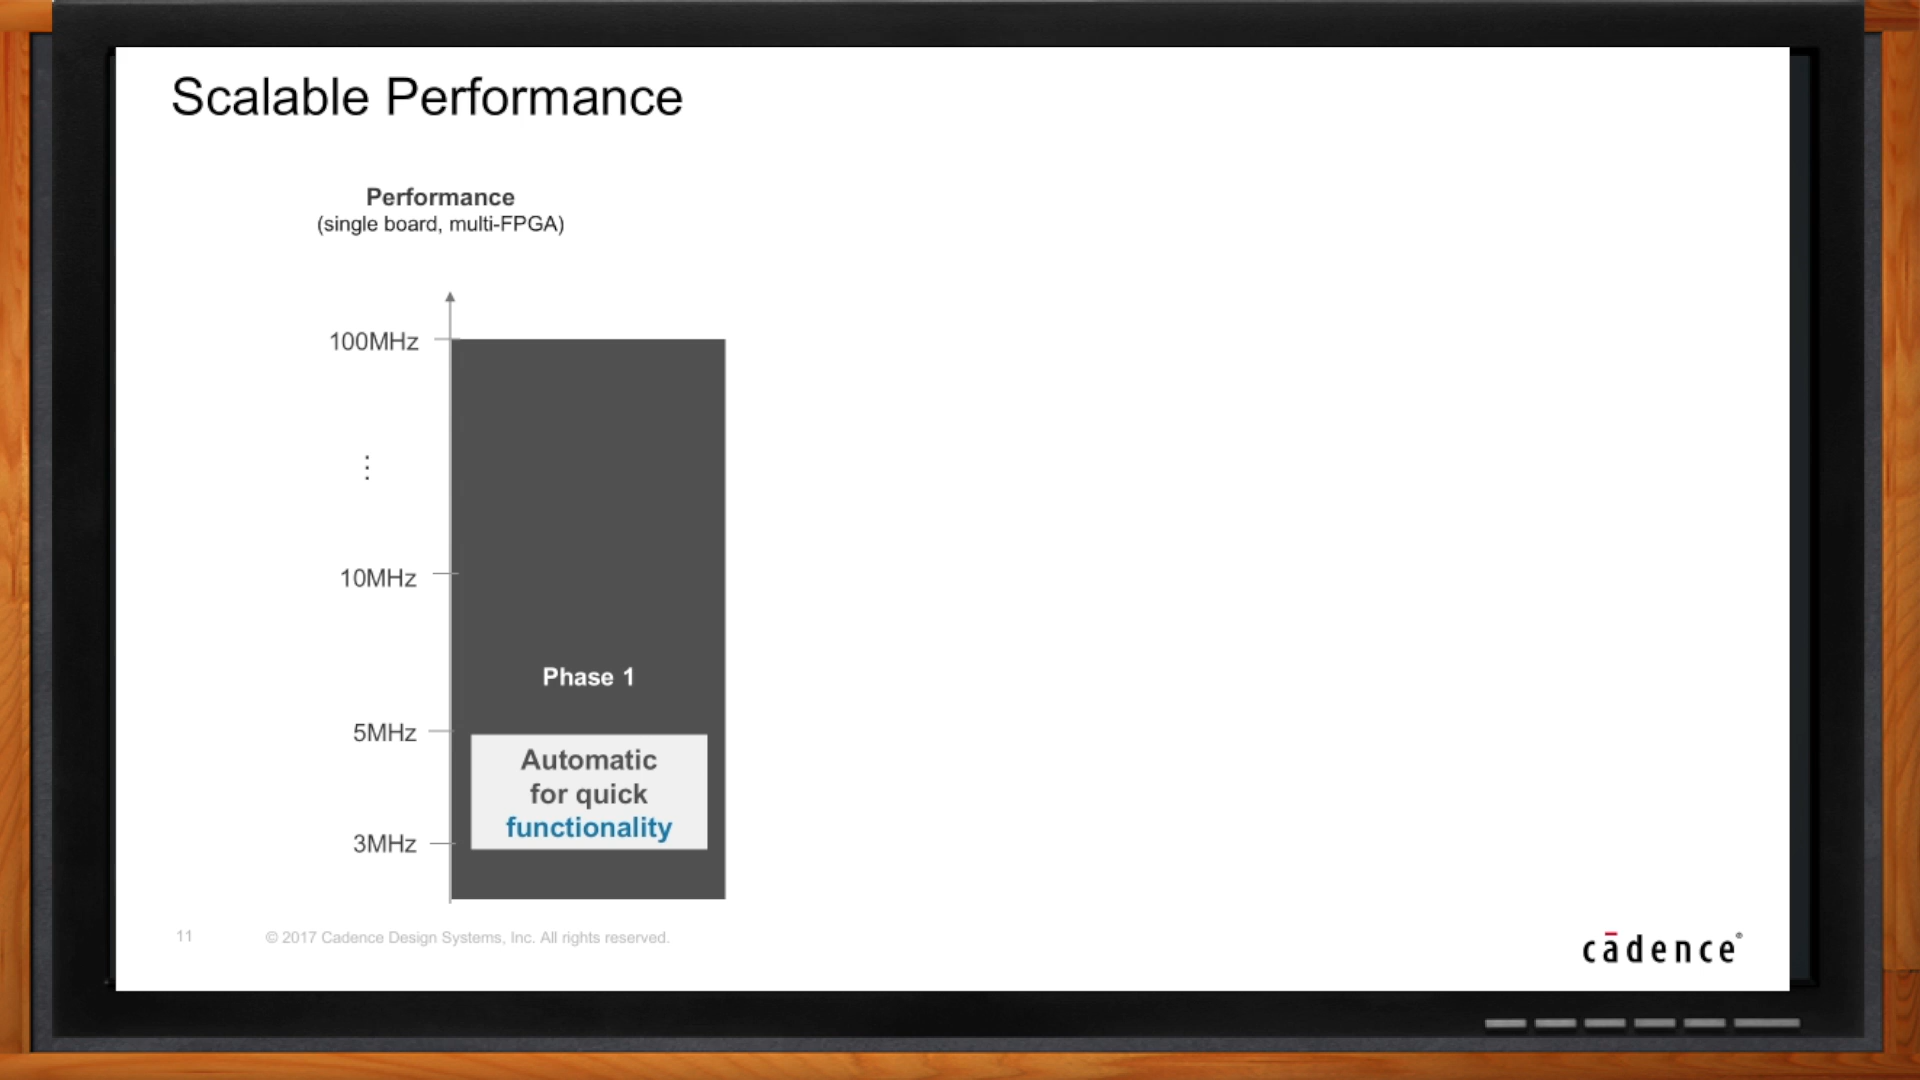 Scalable Performance
Performance
(single board, multi-FPGA)
100MHz
⋮
10MHz
Phase 1
5MHz
Automatic
for quick
functionality
3MHz
11
© 2017 Cadence Design Systems, Inc. All rights reserved.
cādence®